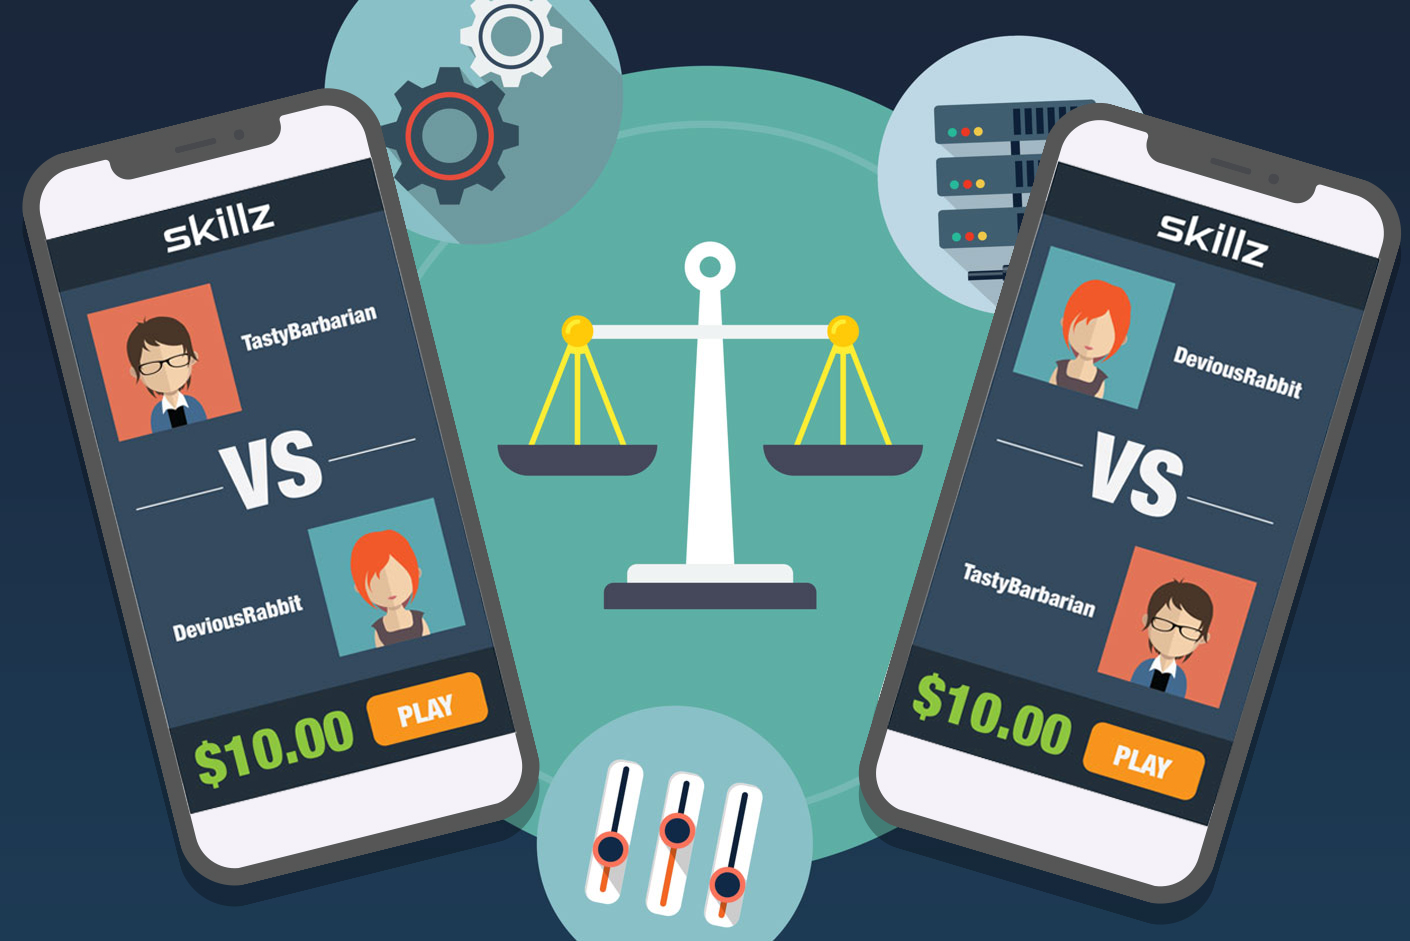 skillz
TastyBarbarian
VS
DeviousRabbit
$10.00 PLAY
skillz
DeviousRabbit
VS
TastyBarbarian
$10.00 PLAY